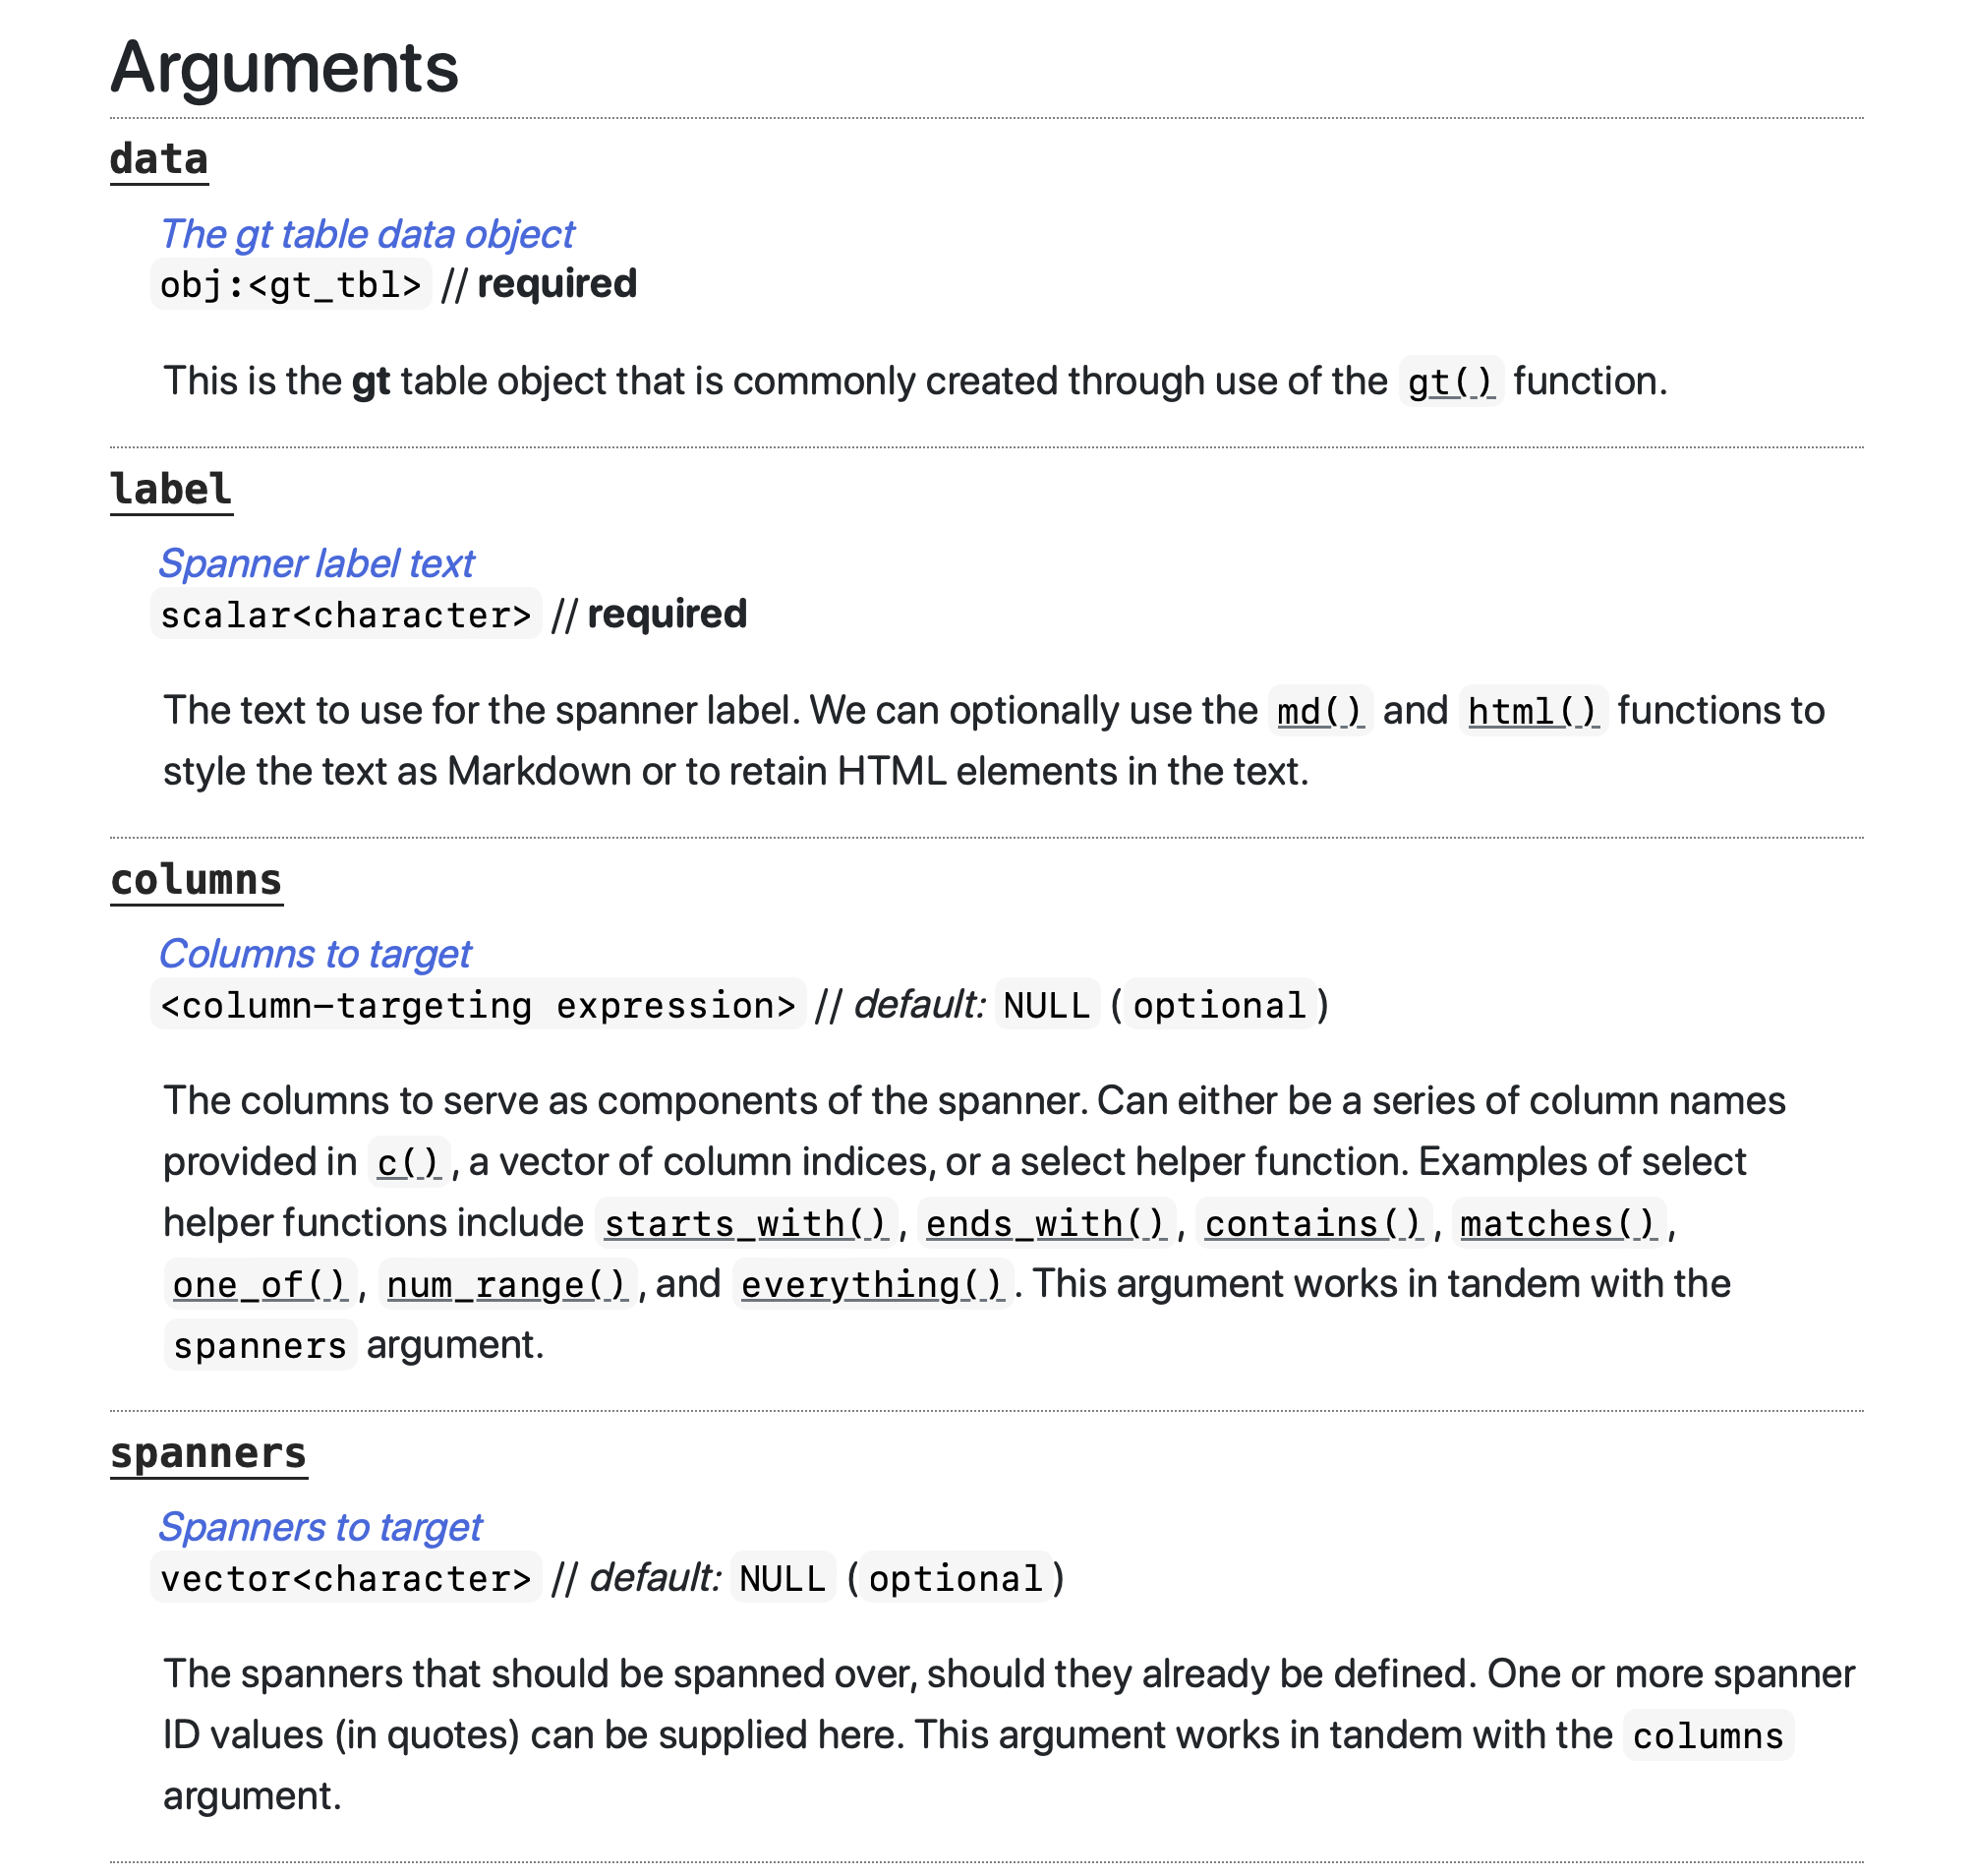 Arguments
data
The gt table data object
obj:<gt_tbl> // required
This is the gt table object that is commonly created through use of the gt() function.
label
Spanner label text
scalar<character> // required
The text to use for the spanner label. We can optionally use the md() and html() functions to
style the text as Markdown or to retain HTML elements in the text.
columns
Columns to target
<column-targeting expression> // default: NULL (optional)
The columns to serve as components of the spanner. Can either be a series of column names
provided in c(), a vector of column indices, or a select helper function. Examples of select
helper functions include starts_with(), ends_with(), contains(), matches(),
one_of(), num_range(), and everything(). This argument works in tandem with the
spanners argument.
spanners
Spanners to target
vector<character> // default: NULL (optional)
The spanners that should be spanned over, should they already be defined. One or more spanner
ID values (in quotes) can be supplied here. This argument works in tandem with the columns
argument.